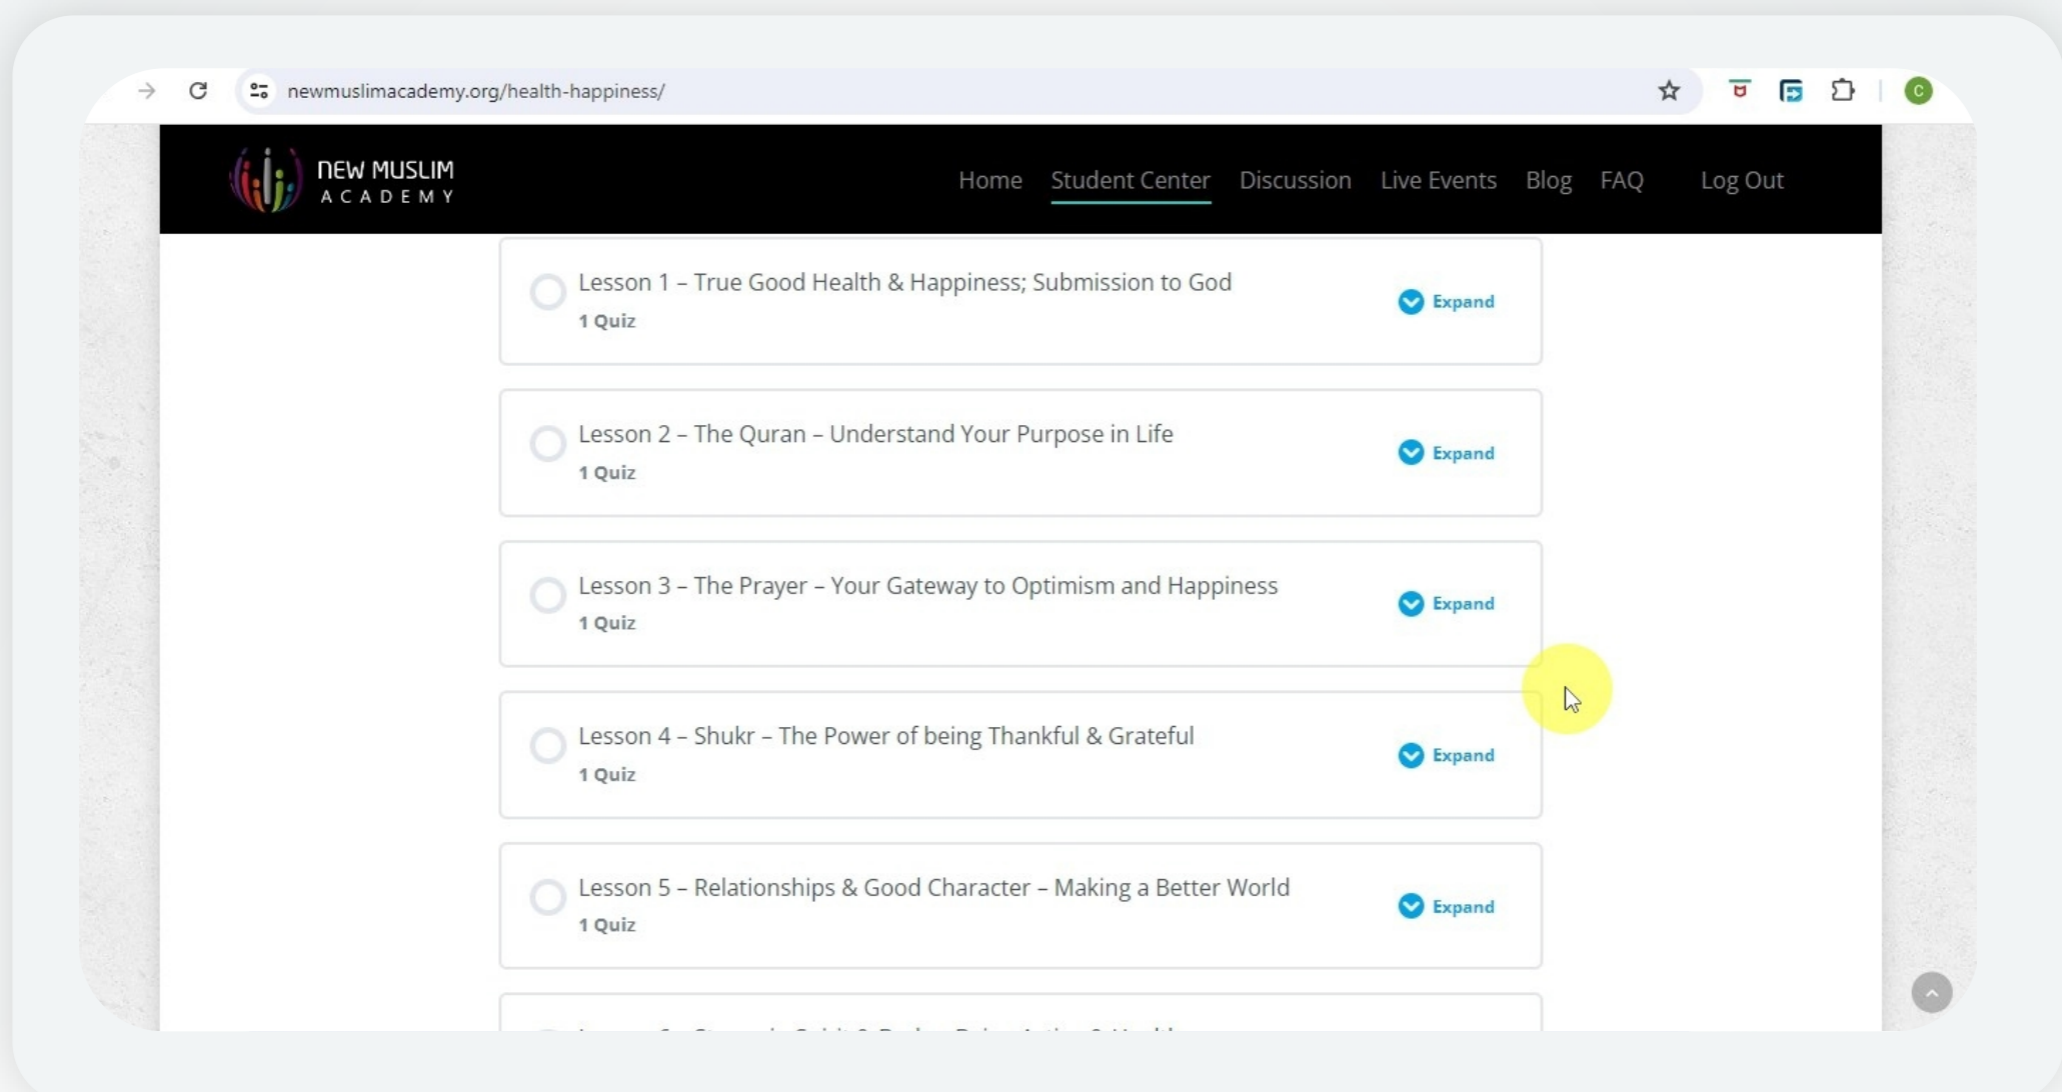 newmuslimacademy.org/health-happiness/
C
NEW MUSLIM
ACADEMY
Home Student Center Discussion Live Events Blog FAQ Log Out
Lesson 1 – True Good Health & Happiness; Submission to God
1 Quiz
Expand
Lesson 2 – The Quran – Understand Your Purpose in Life
1 Quiz
Expand
Lesson 3 – The Prayer – Your Gateway to Optimism and Happiness
1 Quiz
Expand
Lesson 4 – Shukr – The Power of being Thankful & Grateful
1 Quiz
Expand
Lesson 5 – Relationships & Good Character – Making a Better World
1 Quiz
Expand